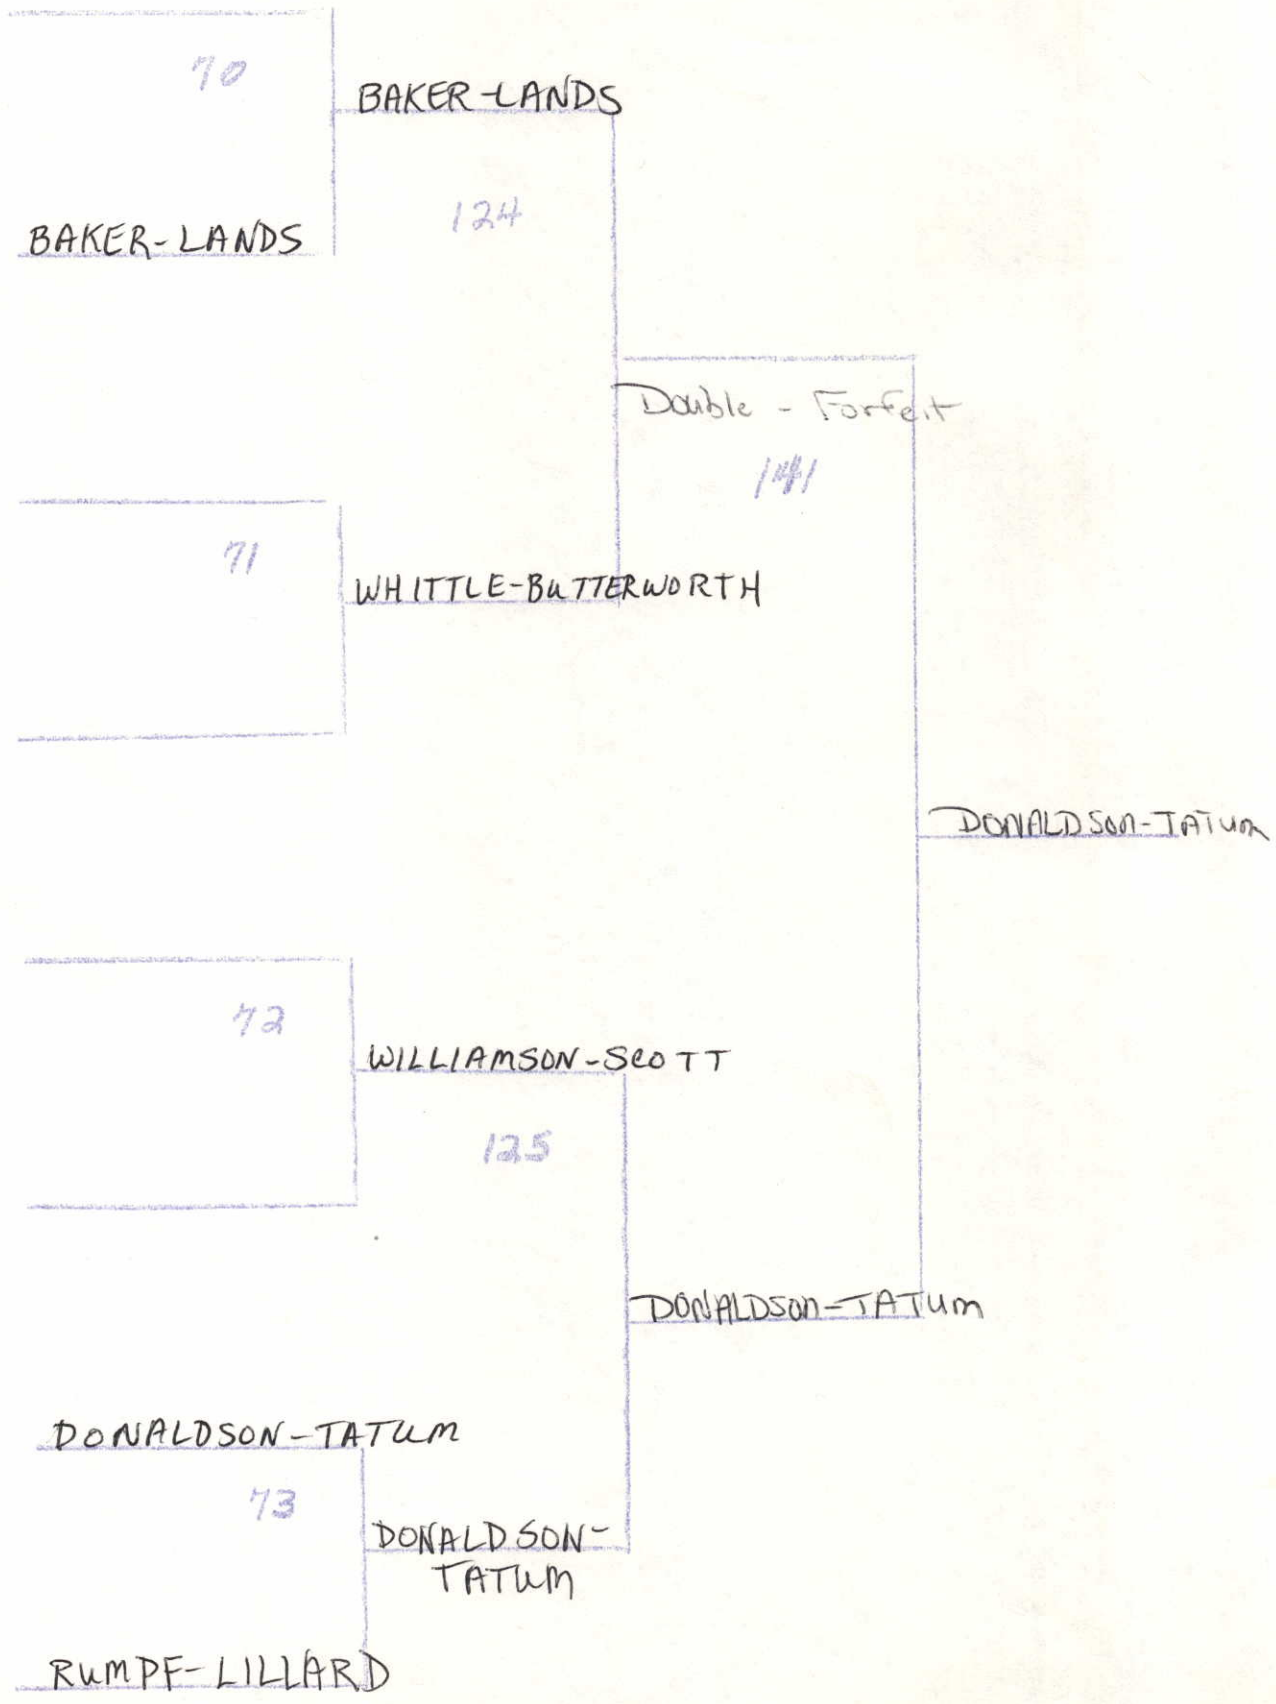 70
BAKER-LANDS
124
BAKER-LANDS
Double - Forfeit
141
71
WHITTLE-BUTTERWORTH
DONALDSON-TATUM
72
WILLIAMSON-SCOTT
125
DONALDSON-TATUM
DONALDSON-TATUM
73
DONALDSON-
TATUM
RUMPF-LILLARD